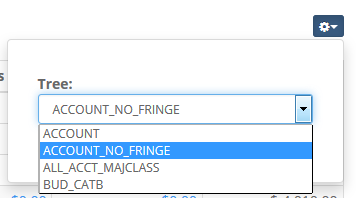 s
Tree:
ACCOUNT_NO_FRINGE
ACCOUNT
ACCOUNT_NO_FRINGE
ALL_ACCT_MAJCLASS
BUD_CATB